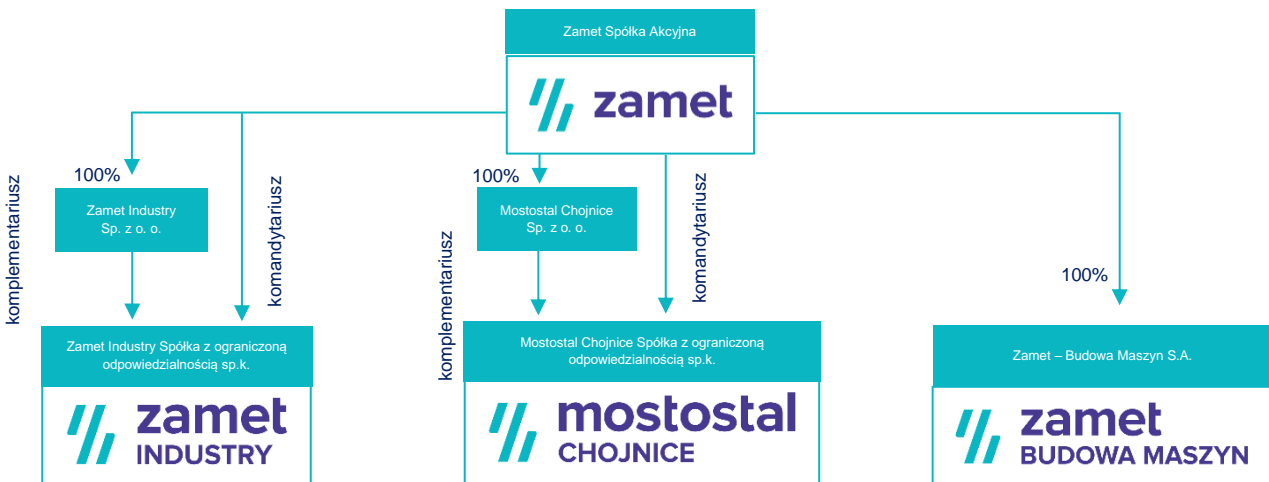 Zamet Spółka Akcyjna
zamet
100%
100%
100%
komplementariusz
Zamet Industry
Sp. z o. o.
komandytariusz
komplementariusz
Mostostal Chojnice
Sp. z o. o.
komandytariusz
Zamet Industry Spółka z ograniczoną
odpowiedzialnością sp.k.
zamet
INDUSTRY
Mostostal Chojnice Spółka z ograniczoną
odpowiedzialnością sp.k.
mostostal
CHOJNICE
Zamet – Budowa Maszyn S.A.
zamet
BUDOWA MASZYN